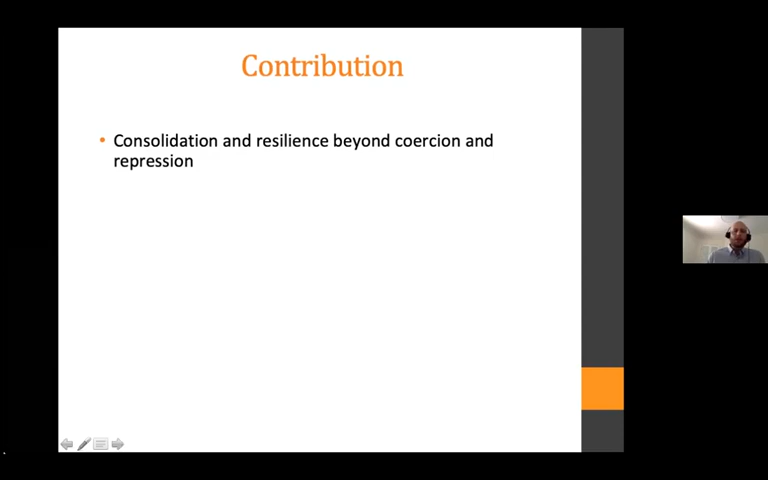 Contribution
• Consolidation and resilience beyond coercion and
repression